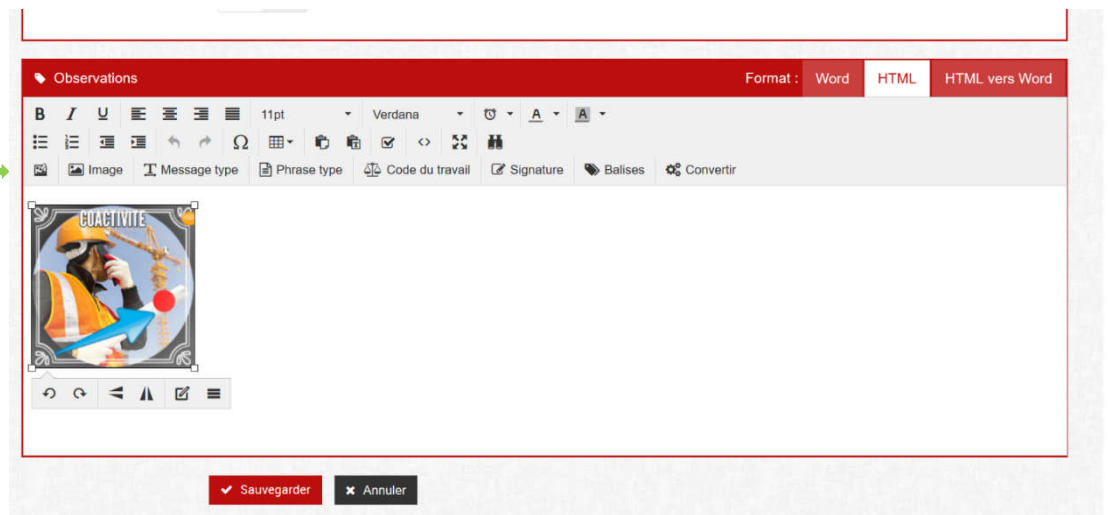 Observations Format : Word HTML HTML vers Word
B I U 11pt Verdana A A
Ω
Image Message type Phrase type Code du travail Signature Balises Convertir
COACTIVITE
Sauvegarder Annuler